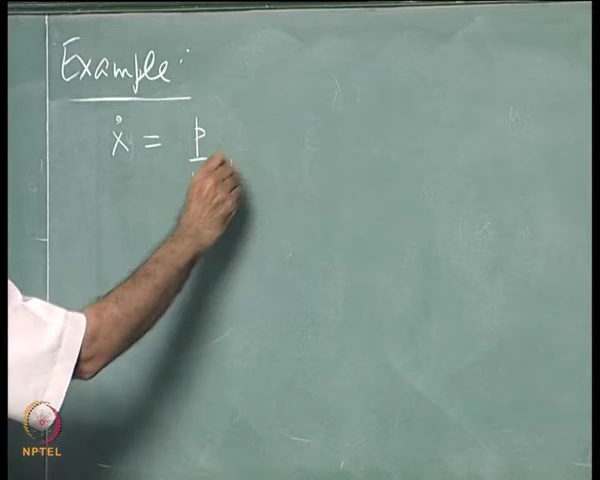 Example:
ẋ = p
NPTEL